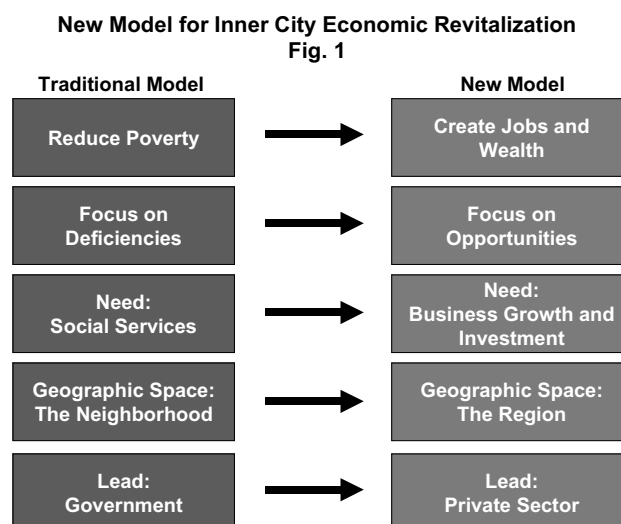 New Model for Inner City Economic Revitalization
Fig. 1
Traditional Model
New Model
Reduce Poverty
Create Jobs and
Wealth
Focus on
Deficiencies
Focus on
Opportunities
Need:
Social Services
Need:
Business Growth and
Investment
Geographic Space:
The Neighborhood
Geographic Space:
The Region
Lead:
Government
Lead:
Private Sector